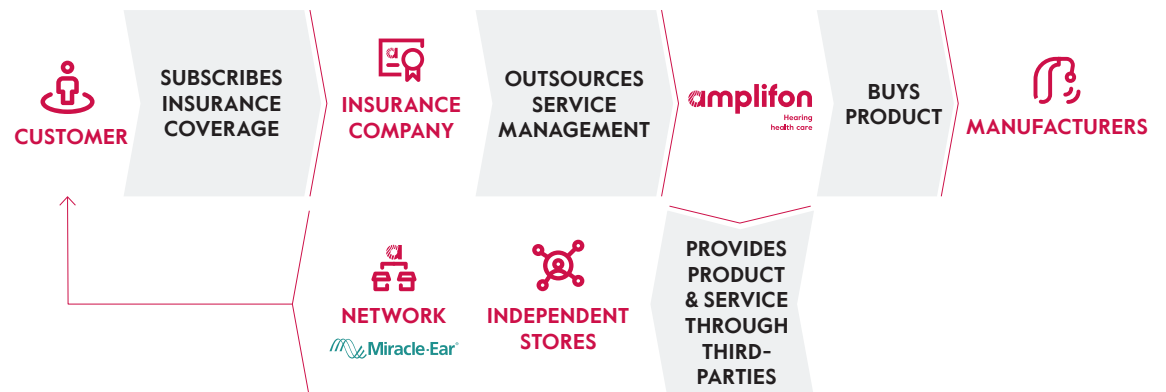 CUSTOMER
SUBSCRIBES
INSURANCE
COVERAGE
INSURANCE
COMPANY
OUTSOURCES
SERVICE
MANAGEMENT
amplifon
Hearing
health care
BUYS
PRODUCT
MANUFACTURERS
PROVIDES
PRODUCT
& SERVICE
THROUGH
THIRD-
PARTIES
INDEPENDENT
STORES
NETWORK
Miracle·Ear®